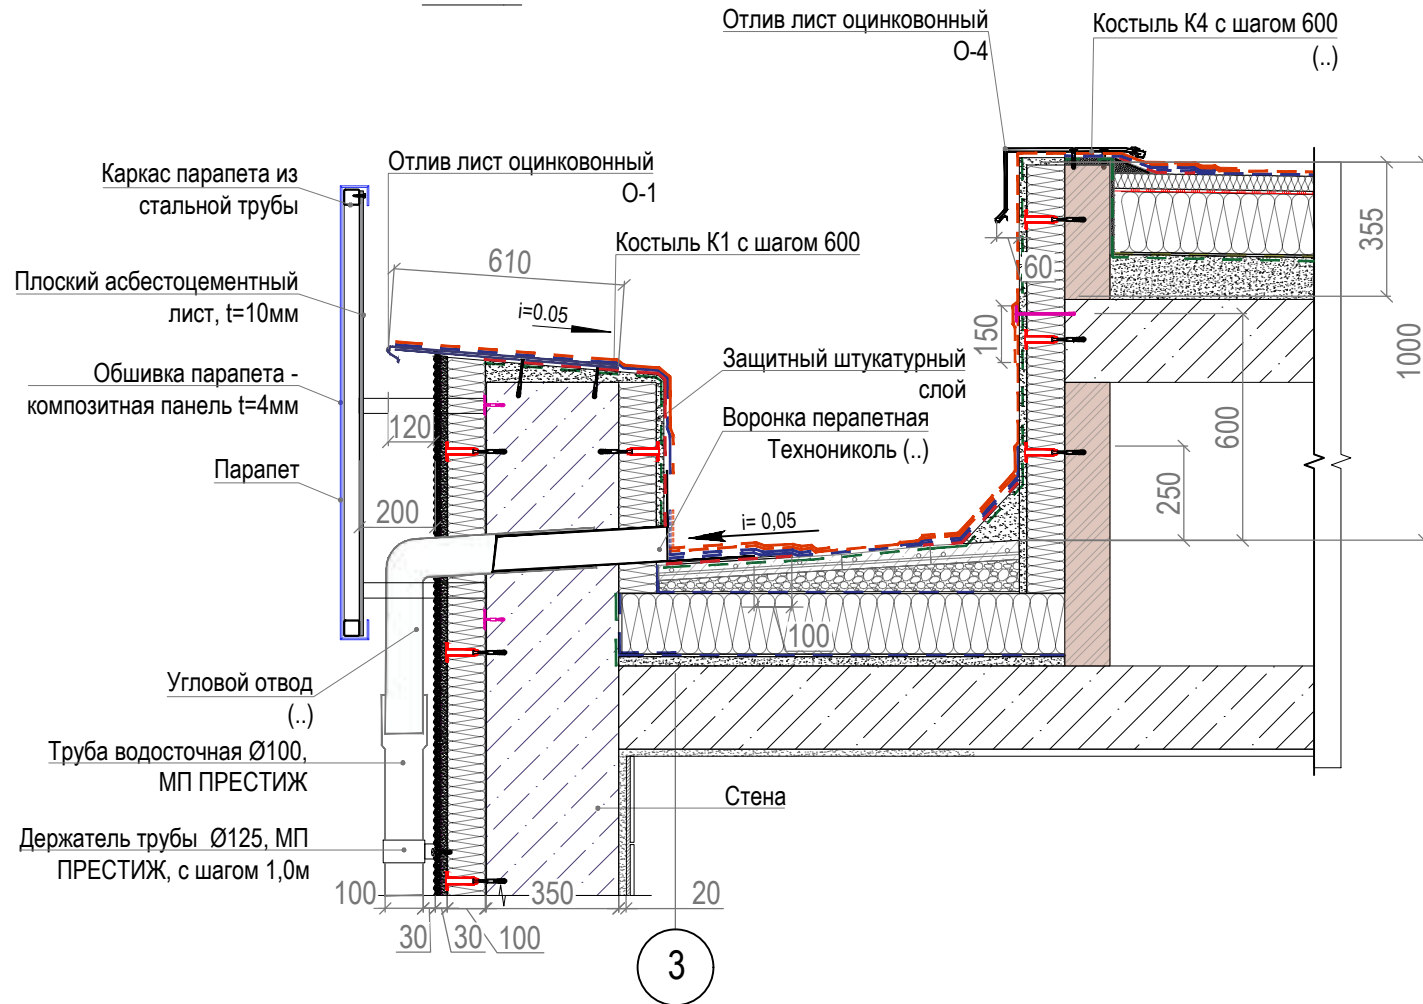 Отлив лист оцинковонный
О-4
Костыль К4 с шагом 600
(..)
Каркас парапета из
стальной трубы
Отлив лист оцинковонный
О-1
Костыль К1 с шагом 600
610
i=0.05
60
355
Плоский асбестоцементный
лист, t=10мм
150
1000
Защитный штукатурный
слой
Обшивка парапета -
композитная панель t=4мм
Воронка перапетная
Технониколь (..)
120
600
Парапет
250
200
i= 0,05
100
Угловой отвод
(..)
Труба водосточная Ø100,
МП ПРЕСТИЖ
Стена
Держатель трубы Ø125, МП
ПРЕСТИЖ, с шагом 1,0м
100
350
20
30
30
100
3